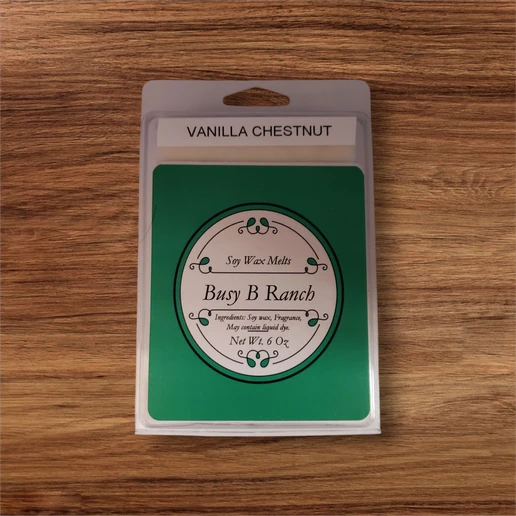 VANILLA CHESTNUT
Soy Wax Melts
Busy B Ranch
Ingredients: Soy wax, Fragrance,
May contain liquid dye.
Net Wt. 6 Oz